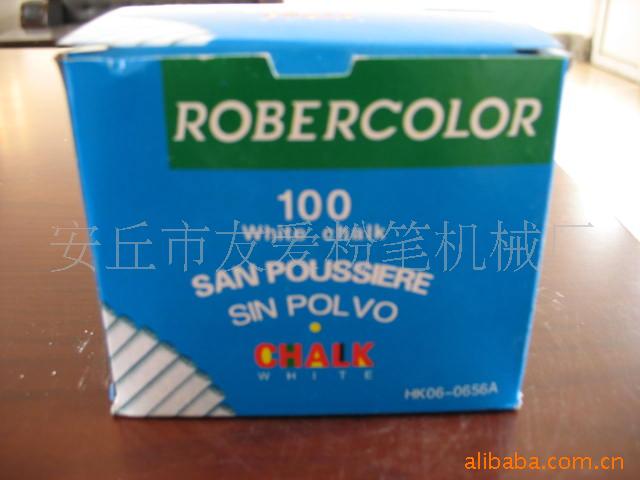 ROBERCOLOR
100
White chalk
安丘市友爱粉笔机械厂
SAN POUSSIERE
SIN POLVO
CHALK
WHITE
HK06-0656A
alibaba.com.cn